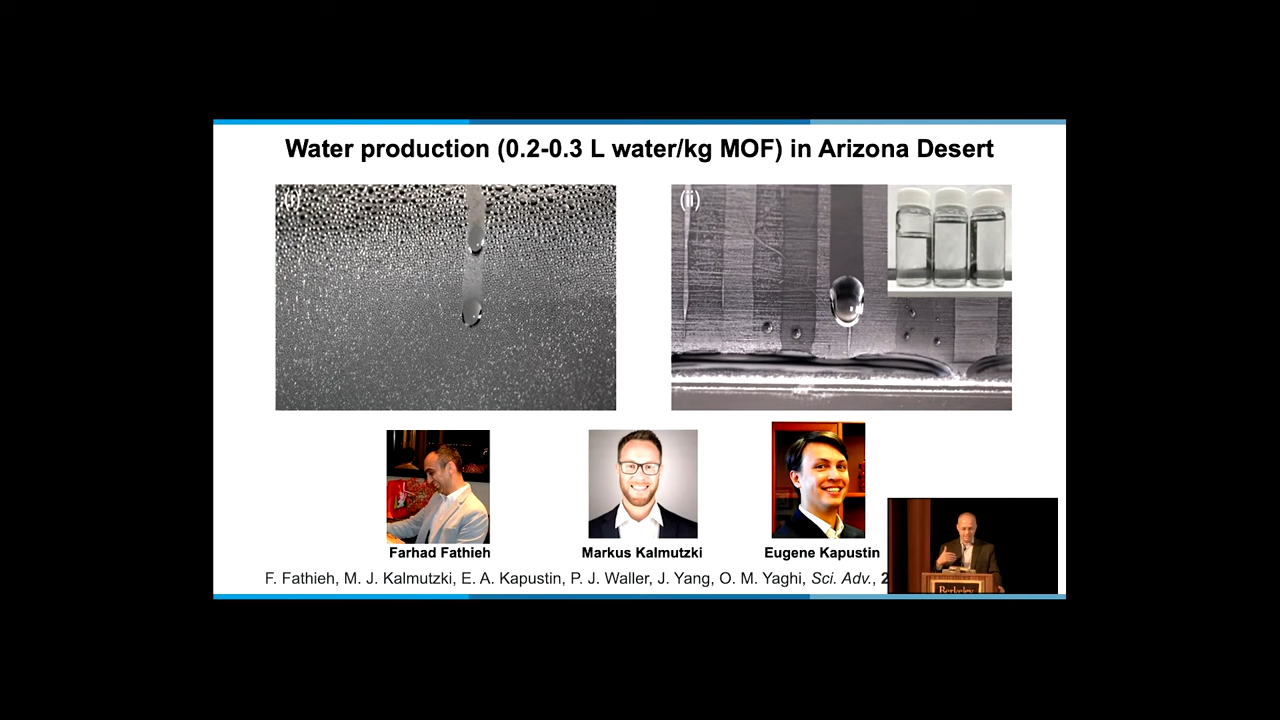 Water production (0.2-0.3 L water/kg MOF) in Arizona Desert
(i)
(ii)
Farhad Fathieh
Markus Kalmutzki
Eugene Kapustin
F. Fathieh, M. J. Kalmutzki, E. A. Kapustin, P. J. Waller, J. Yang, O. M. Yaghi, Sci. Adv., 2
Berkeley